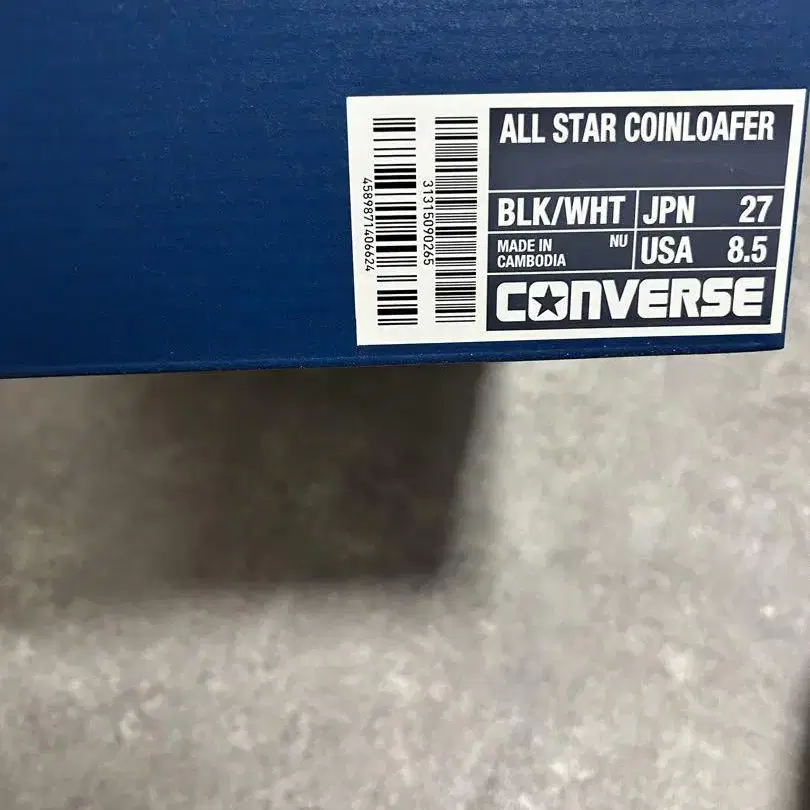 ALL STAR COINLOAFER
BLK/WHT
JPN 27
MADE IN
CAMBODIA
NU
USA 8.5
CONVERSE
4589871406624
31315090265